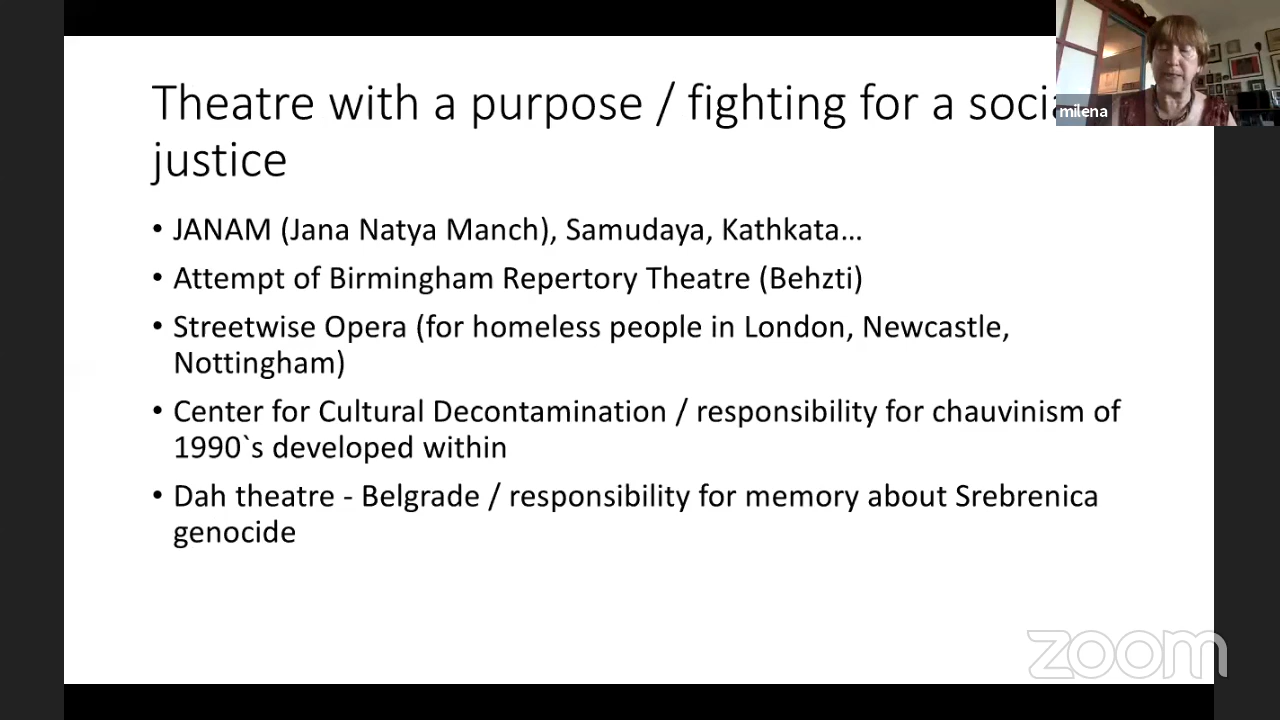 Theatre with a purpose / fighting for a soci
justice
milena
• JANAM (Jana Natya Manch), Samudaya, Kathkata...
• Attempt of Birmingham Repertory Theatre (Behzti)
• Streetwise Opera (for homeless people in London, Newcastle,
Nottingham)
• Center for Cultural Decontamination / responsibility for chauvinism of
1990`s developed within
• Dah theatre - Belgrade / responsibility for memory about Srebrenica
genocide
zoom